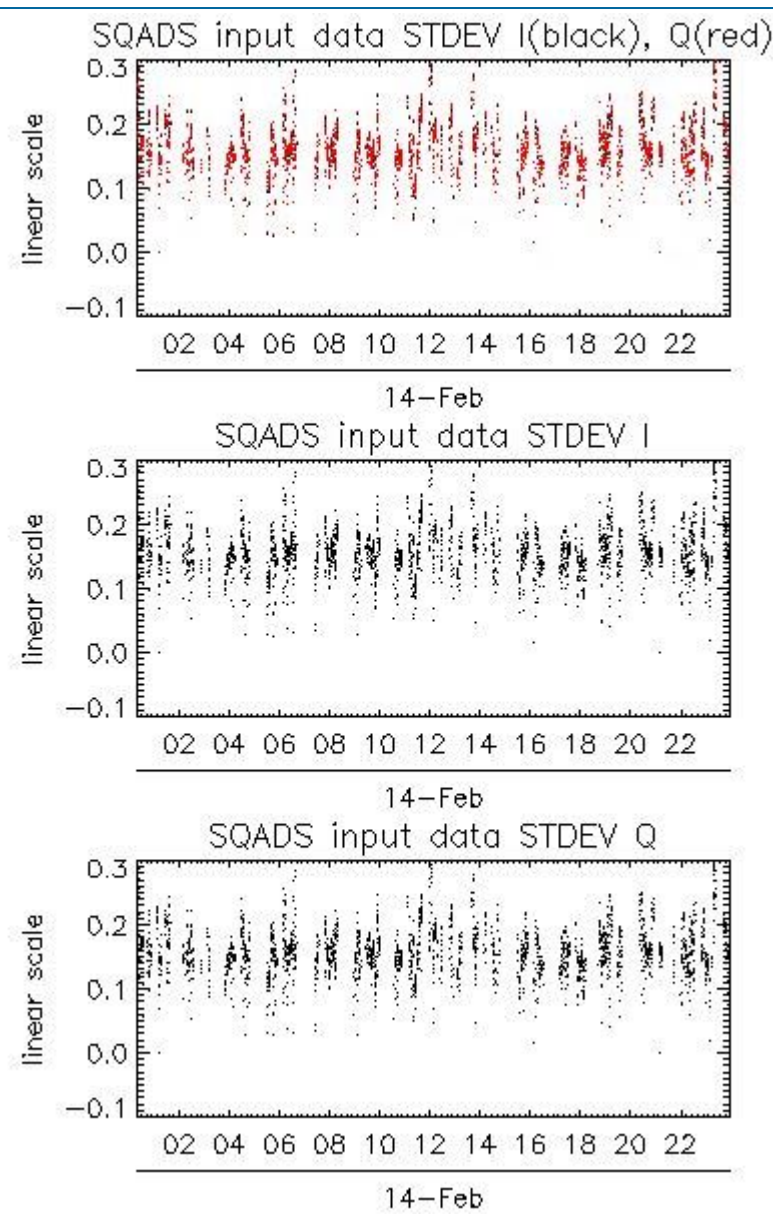 SQADS input data STDEV I(black), Q(red)
0.3
0.2
0.1
0.0
−0.1
linear scale
02 04 06 08 10 12 14 16 18 20 22
14−Feb
SQADS input data STDEV I
0.3
0.2
0.1
0.0
−0.1
linear scale
02 04 06 08 10 12 14 16 18 20 22
14−Feb
SQADS input data STDEV Q
0.3
0.2
0.1
0.0
−0.1
linear scale
02 04 06 08 10 12 14 16 18 20 22
14−Feb